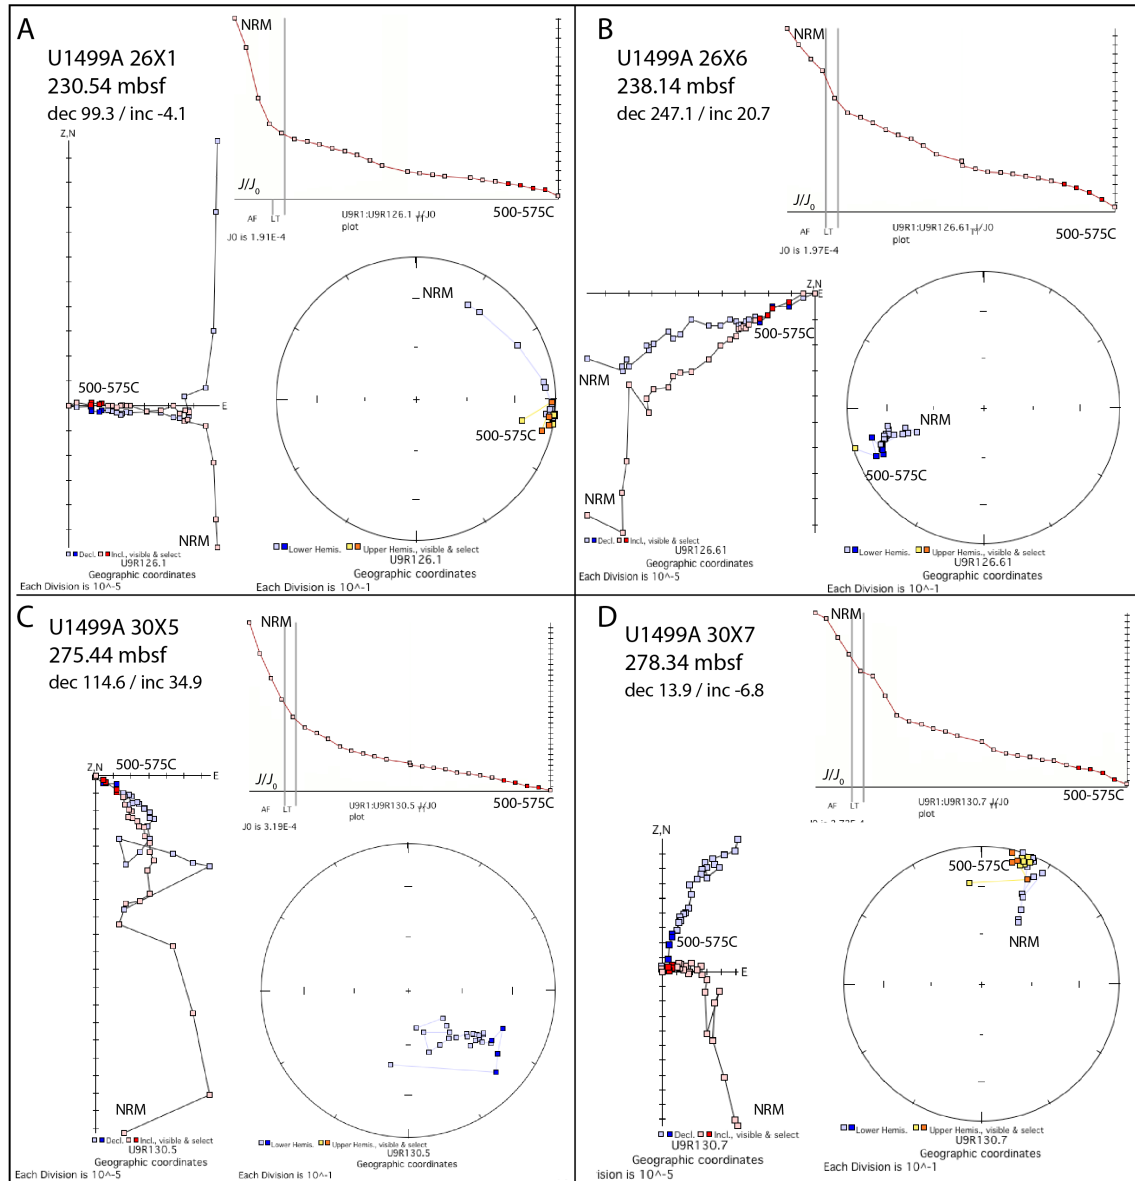 A
U1499A 26X1
230.54 mbsf
dec 99.3 / inc -4.1
NRM
J/J0
500-575C
AF LT
U9R1:U9R126.1 J/J0
plot
J0 is 1.91E-4
Z,N
500-575C
E
NRM
Decl. Incl., visible & select
U9R126.1
Geographic coordinates
Each Division is 10^-5
NRM
500-575C
Lower Hemis. Upper Hemis., visible & select
U9R126.1
Geographic coordinates
Each Division is 10^-1
B
U1499A 26X6
238.14 mbsf
dec 247.1 / inc 20.7
NRM
J/J0
500-575C
AF LT
U9R1:U9R126.61 J/J0
plot
J0 is 1.97E-4
Z,N
E
500-575C
NRM
NRM
Decl. Incl., visible & select
U9R126.61
Geographic coordinates
Each Division is 10^-5
NRM
500-575C
Lower Hemis. Upper Hemis., visible & select
U9R126.61
Geographic coordinates
Each Division is 10^-1
C
U1499A 30X5
275.44 mbsf
dec 114.6 / inc 34.9
NRM
J/J0
500-575C
AF LT
U9R1:U9R130.5 J/J0
plot
J0 is 3.19E-4
500-575C
Z,N
E
NRM
Decl. Incl., visible & select
U9R130.5
Geographic coordinates
Each Division is 10^-5
Lower Hemis. Upper Hemis., visible & select
U9R130.5
Geographic coordinates
Each Division is 10^-1
D
U1499A 30X7
278.34 mbsf
dec 13.9 / inc -6.8
NRM
J/J0
500-575C
AF LT
U9R1:U9R130.7 J/J0
plot
Z,N
500-575C
E
NRM
Decl. Incl., visible & select
U9R130.7
Geographic coordinates
ision is 10^-5
500-575C
NRM
Lower Hemis. Upper Hemis., visible & select
U9R130.7
Geographic coordinates
Each Division is 10^-1